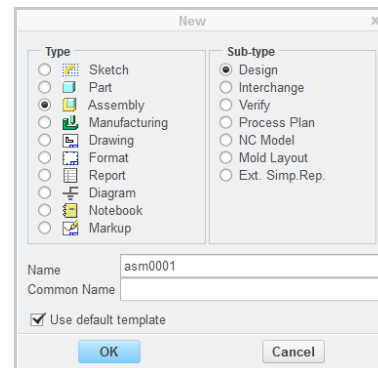 New
Type
Sketch
Part
Assembly
Manufacturing
Drawing
Format
Report
Diagram
Notebook
Markup
Sub-type
Design
Interchange
Verify
Process Plan
NC Model
Mold Layout
Ext. Simp.Rep.
Name asm0001
Common Name
Use default template
OK Cancel